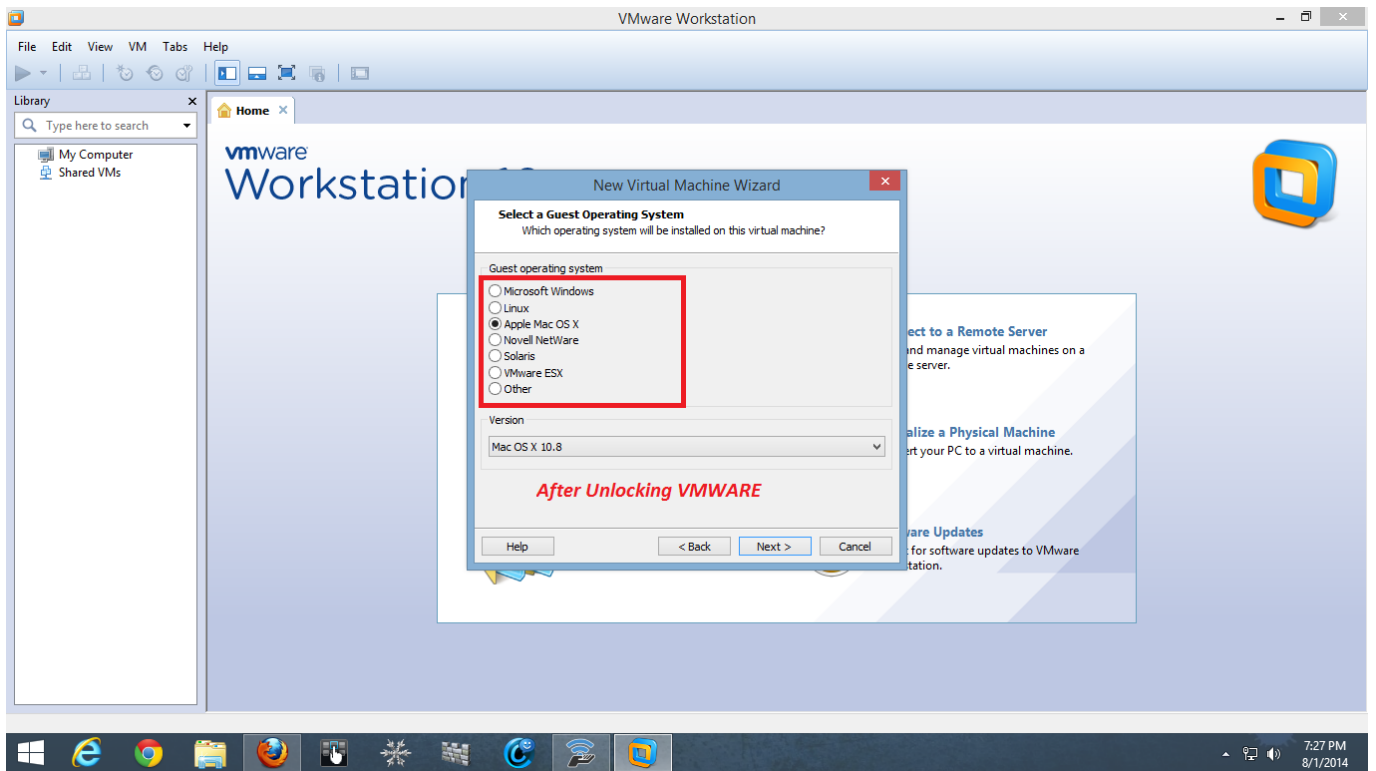 VMware Workstation
File Edit View VM Tabs Help
Library
Type here to search
My Computer
Shared VMs
Home
vmware
Workstation
New Virtual Machine Wizard
Select a Guest Operating System
Which operating system will be installed on this virtual machine?
Guest operating system
Microsoft Windows
Linux
Apple Mac OS X
Novell NetWare
Solaris
VMware ESX
Other
Version
Mac OS X 10.8
After Unlocking VMWARE
Help < Back Next > Cancel
ect to a Remote Server
and manage virtual machines on a
e server.
alize a Physical Machine
ert your PC to a virtual machine.
ware Updates
for software updates to VMware
station.
7:27 PM
8/1/2014